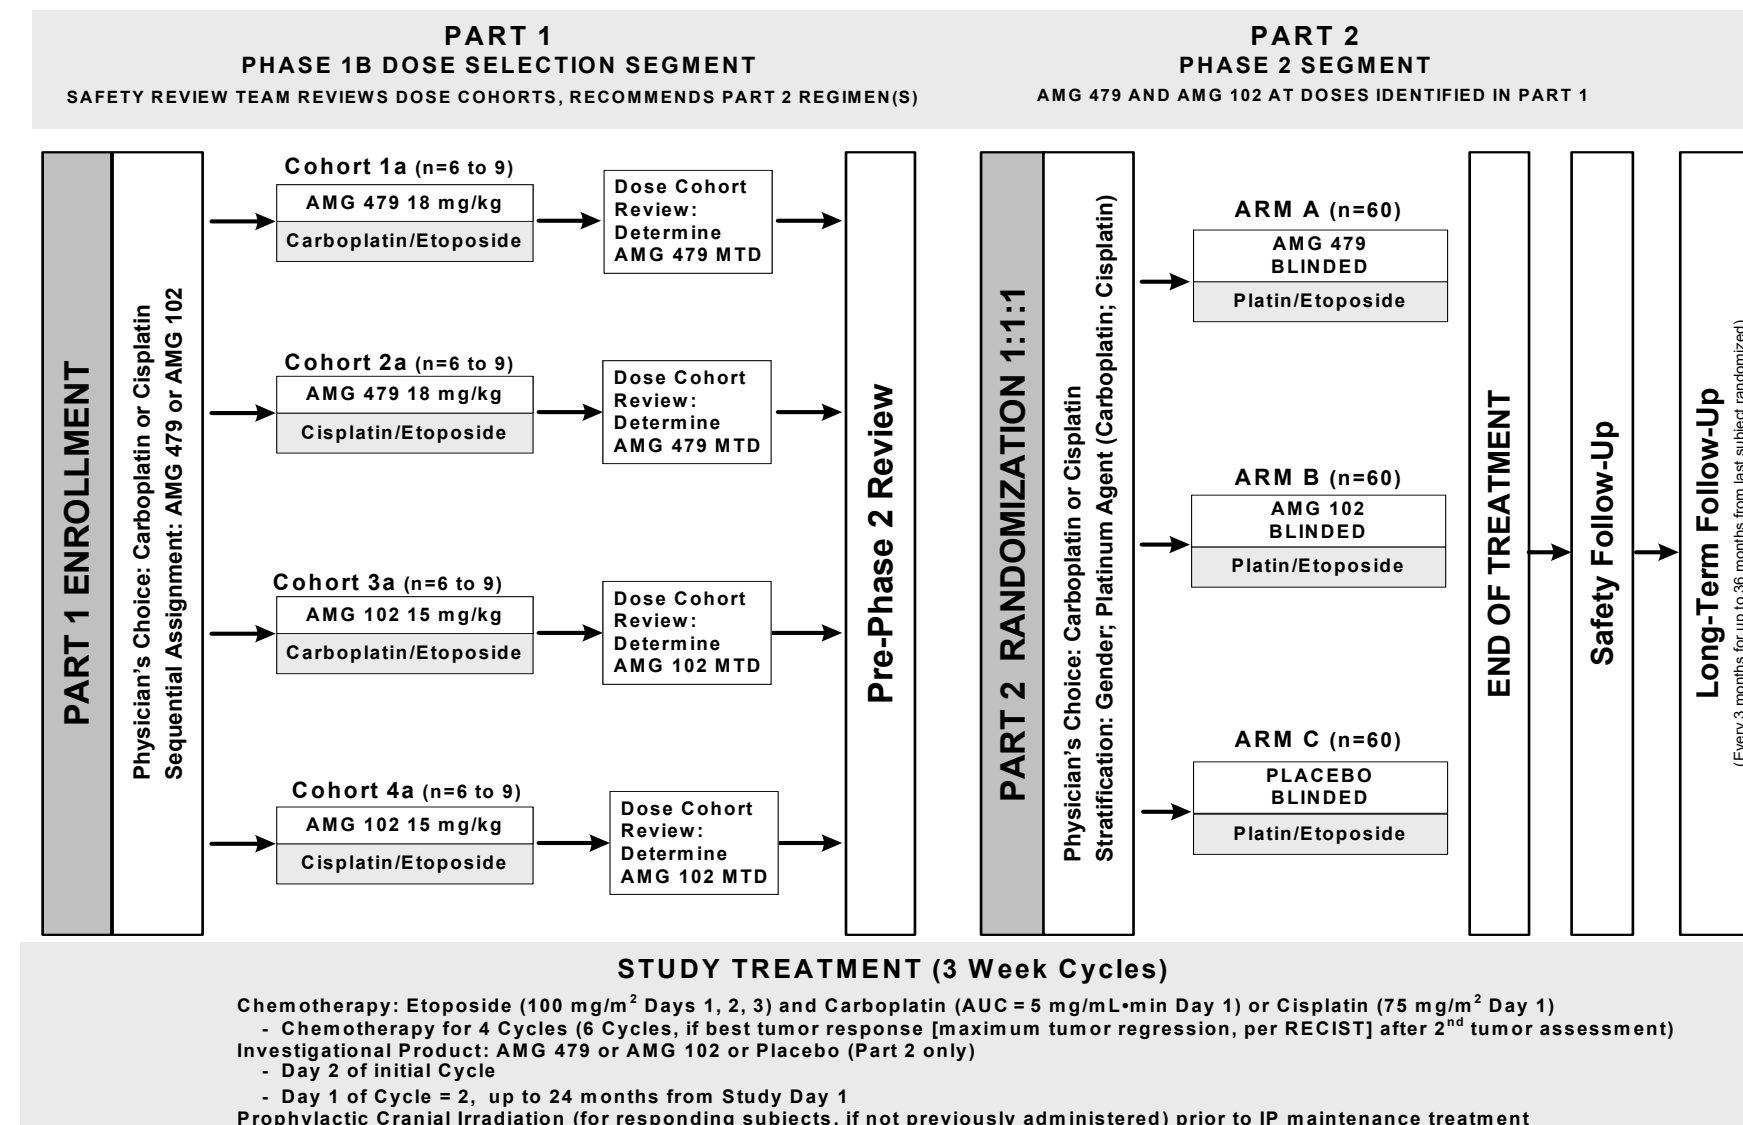 PART 1
PHASE 1B DOSE SELECTION SEGMENT
SAFETY REVIEW TEAM REVIEWS DOSE COHORTS, RECOMMENDS PART 2 REGIMEN(S)
PART 2
PHASE 2 SEGMENT
AMG 479 AND AMG 102 AT DOSES IDENTIFIED IN PART 1
PART 1 ENROLLMENT
Physician's Choice: Carboplatin or Cisplatin
Sequential Assignment: AMG 479 or AMG 102
Cohort 1a (n=6 to 9)
AMG 479 18 mg/kg
Carboplatin/Etoposide
Dose Cohort
Review:
Determine
AMG 479 MTD
Cohort 2a (n=6 to 9)
AMG 479 18 mg/kg
Cisplatin/Etoposide
Dose Cohort
Review:
Determine
AMG 479 MTD
Cohort 3a (n=6 to 9)
AMG 102 15 mg/kg
Carboplatin/Etoposide
Dose Cohort
Review:
Determine
AMG 102 MTD
Cohort 4a (n=6 to 9)
AMG 102 15 mg/kg
Cisplatin/Etoposide
Dose Cohort
Review:
Determine
AMG 102 MTD
Pre-Phase 2 Review
PART 2 RANDOMIZATION 1:1:1
Physician's Choice: Carboplatin or Cisplatin
Stratification: Gender; Platinum Agent (Carboplatin; Cisplatin)
ARM A (n=60)
AMG 479
BLINDED
Platin/Etoposide
ARM B (n=60)
AMG 102
BLINDED
Platin/Etoposide
ARM C (n=60)
PLACEBO
BLINDED
Platin/Etoposide
END OF TREATMENT
Safety Follow-Up
Long-Term Follow-Up
(Every 3 months for up to 36 months from last subject randomized)
STUDY TREATMENT (3 Week Cycles)
Chemotherapy: Etoposide (100 mg/m² Days 1, 2, 3) and Carboplatin (AUC = 5 mg/mL•min Day 1) or Cisplatin (75 mg/m² Day 1)
- Chemotherapy for 4 Cycles (6 Cycles, if best tumor response [maximum tumor regression, per RECIST] after 2nd tumor assessment)
Investigational Product: AMG 479 or AMG 102 or Placebo (Part 2 only)
- Day 2 of initial Cycle
- Day 1 of Cycle = 2, up to 24 months from Study Day 1
Prophylactic Cranial Irradiation (for responding subjects, if not previously administered) prior to IP maintenance treatment